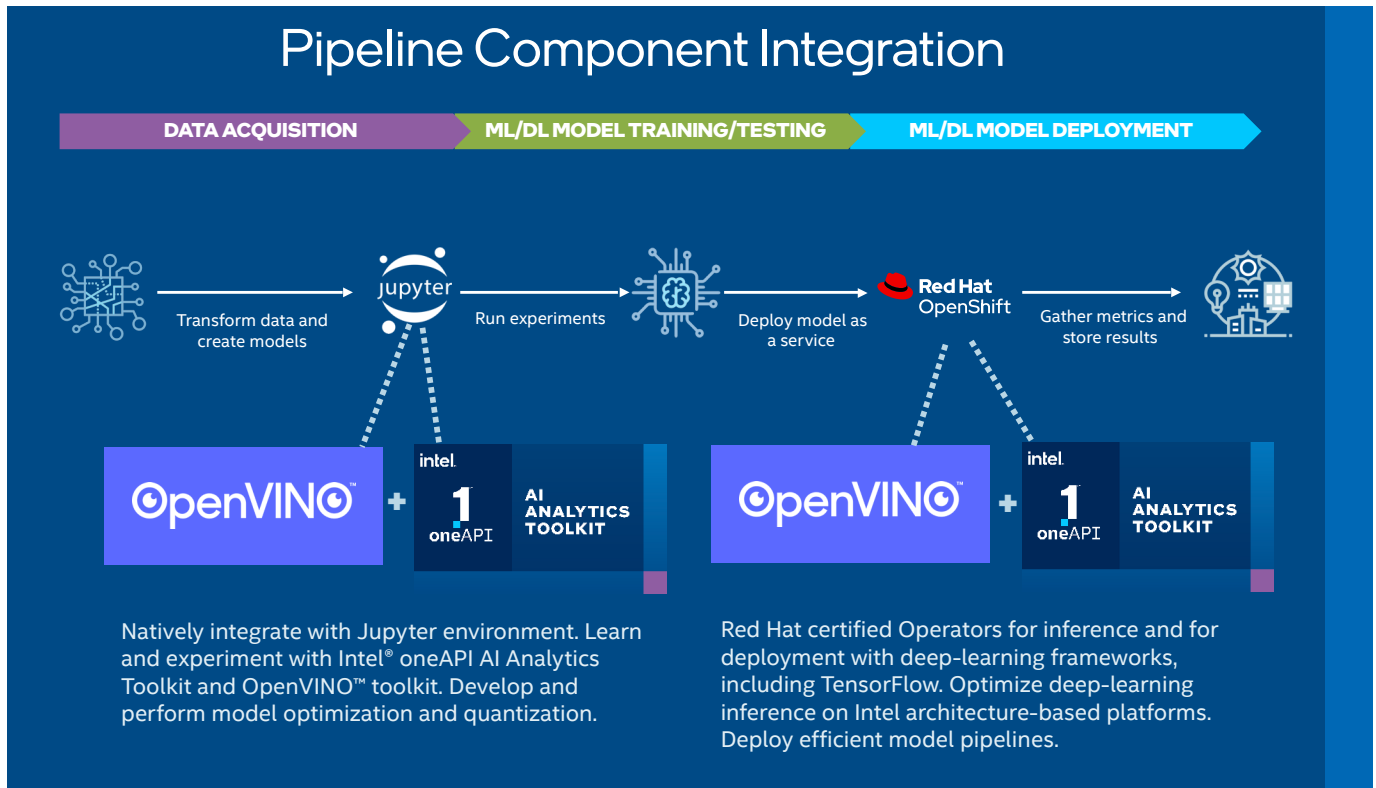 Pipeline Component Integration
DATA ACQUISITION
ML/DL MODEL TRAINING/TESTING
ML/DL MODEL DEPLOYMENT
jupyter
Red Hat
OpenShift
Transform data and
create models
Run experiments
Deploy model as
a service
Gather metrics and
store results
OpenVINO™
+
intel.
1
oneAPI
AI
ANALYTICS
TOOLKIT
OpenVINO™
+
intel.
1
oneAPI
AI
ANALYTICS
TOOLKIT
Natively integrate with Jupyter environment. Learn
and experiment with Intel® oneAPI AI Analytics
Toolkit and OpenVINO™ toolkit. Develop and
perform model optimization and quantization.
Red Hat certified Operators for inference and for
deployment with deep-learning frameworks,
including TensorFlow. Optimize deep-learning
inference on Intel architecture-based platforms.
Deploy efficient model pipelines.